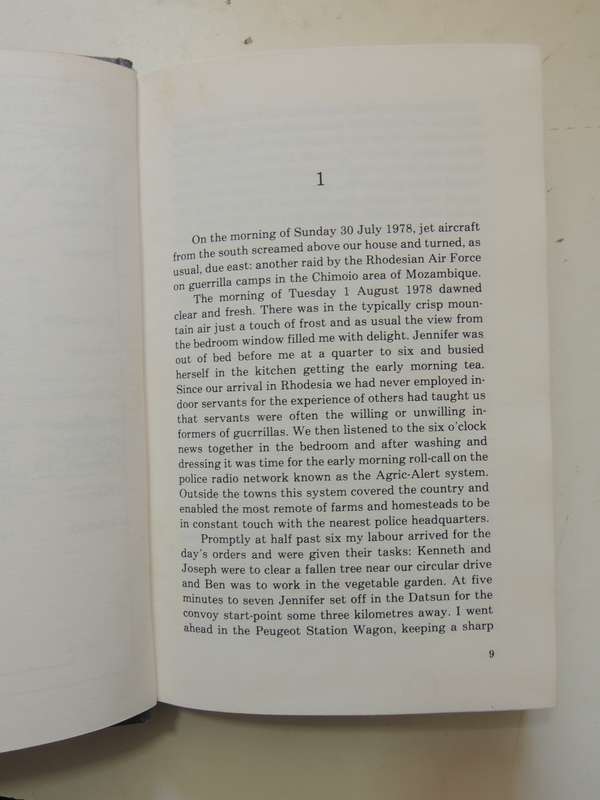 1
On the morning of Sunday 30 July 1978, jet aircraft
from the south screamed above our house and turned, as
usual, due east: another raid by the Rhodesian Air Force
on guerrilla camps in the Chimoio area of Mozambique.
The morning of Tuesday 1 August 1978 dawned
clear and fresh. There was in the typically crisp moun-
tain air just a touch of frost and as usual the view from
the bedroom window filled me with delight. Jennifer was
out of bed before me at a quarter to six and busied
herself in the kitchen getting the early morning tea.
Since our arrival in Rhodesia we had never employed in-
door servants for the experience of others had taught us
that servants were often the willing or unwilling in-
formers of guerrillas. We then listened to the six o'clock
news together in the bedroom and after washing and
dressing it was time for the early morning roll-call on the
police radio network known as the Agric-Alert system.
Outside the towns this system covered the country and
enabled the most remote of farms and homesteads to be
in constant touch with the nearest police headquarters.
Promptly at half past six my labour arrived for the
day's orders and were given their tasks: Kenneth and
Joseph were to clear a fallen tree near our circular drive
and Ben was to work in the vegetable garden. At five
minutes to seven Jennifer set off in the Datsun for the
convoy start-point some three kilometres away. I went
ahead in the Peugeot Station Wagon, keeping a sharp
9